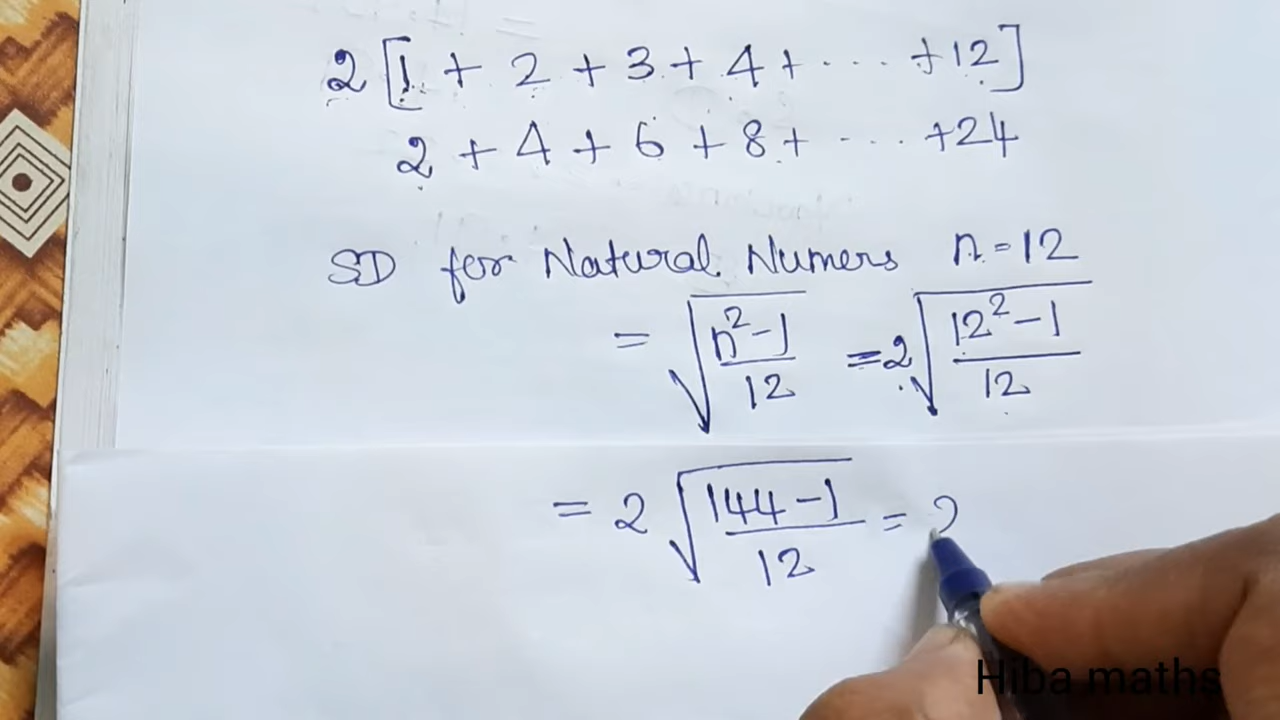 2 [1 + 2 + 3 + 4 + ... + 12]
2 + 4 + 6 + 8 + ... + 24
SD for Natural Numers n = 12
= √((n² - 1)/12) = 2√((12² - 1)/12)
= 2√((144 - 1)/12) = 2
Hiba maths